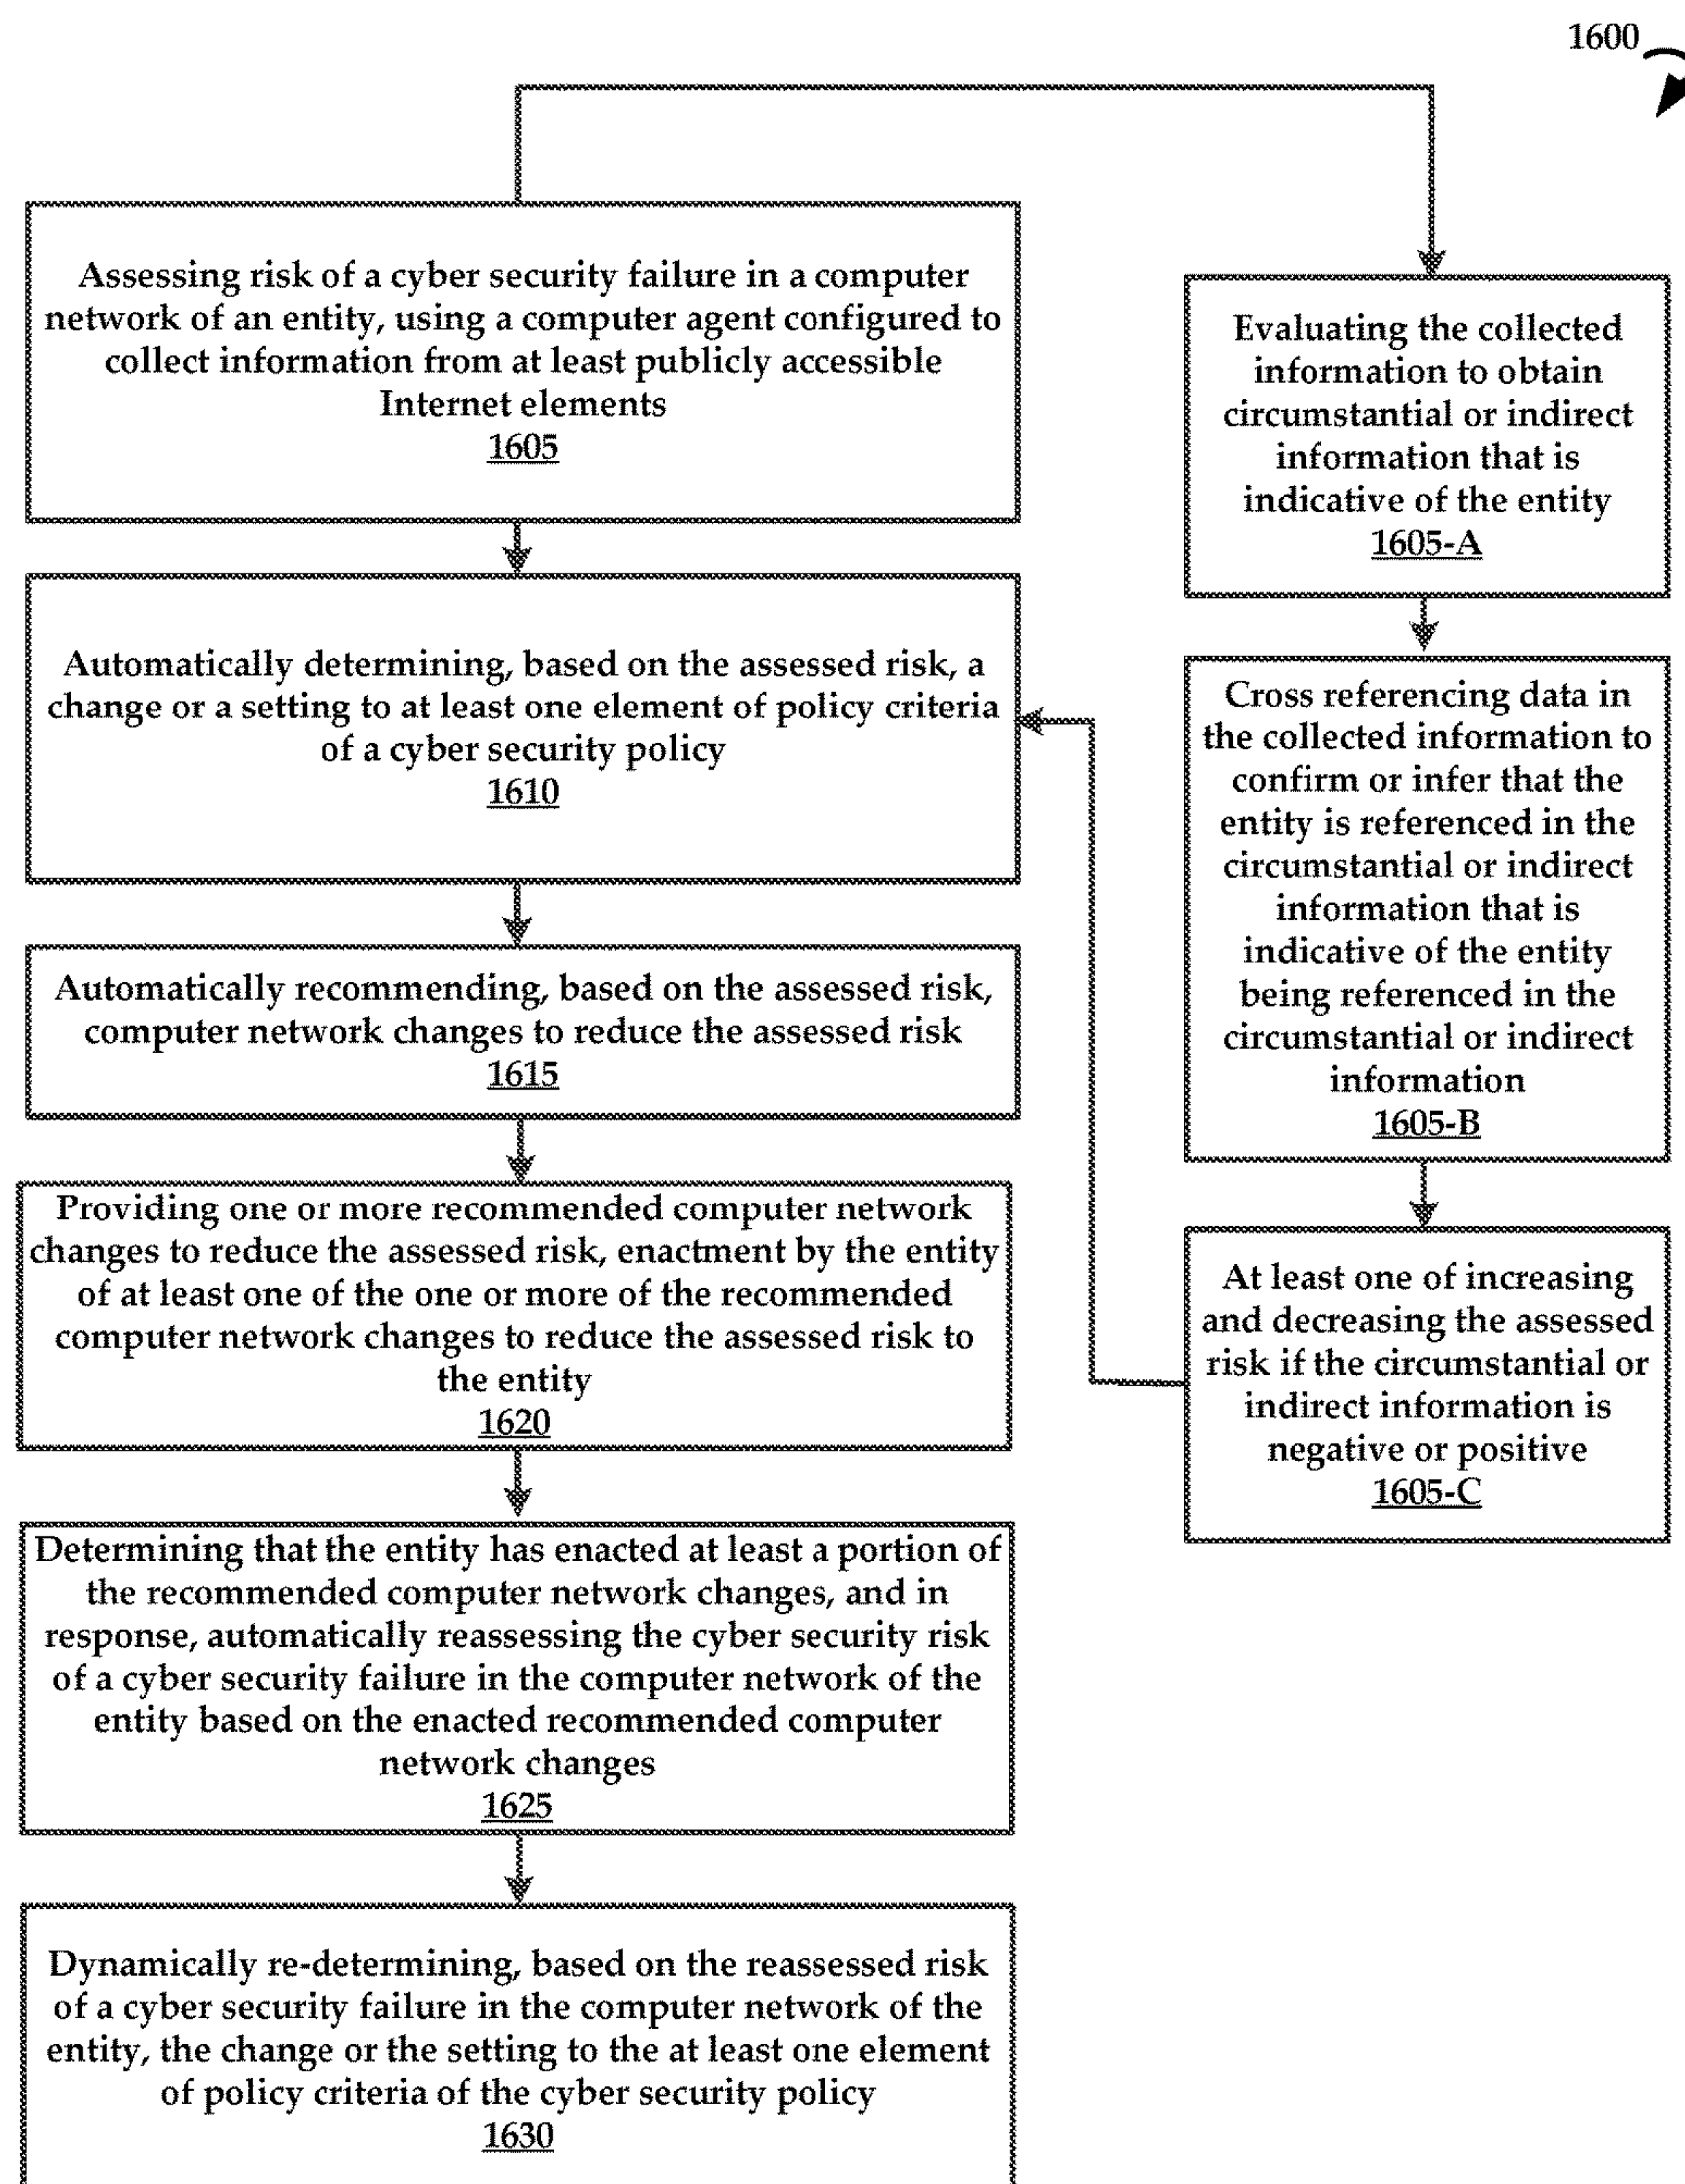 1600
Assessing risk of a cyber security failure in a computer
network of an entity, using a computer agent configured to
collect information from at least publicly accessible
Internet elements
1605
Automatically determining, based on the assessed risk, a
change or a setting to at least one element of policy criteria
of a cyber security policy
1610
Automatically recommending, based on the assessed risk,
computer network changes to reduce the assessed risk
1615
Providing one or more recommended computer network
changes to reduce the assessed risk, enactment by the entity
of at least one of the one or more of the recommended
computer network changes to reduce the assessed risk to
the entity
1620
Determining that the entity has enacted at least a portion of
the recommended computer network changes, and in
response, automatically reassessing the cyber security risk
of a cyber security failure in the computer network of the
entity based on the enacted recommended computer
network changes
1625
Dynamically re-determining, based on the reassessed risk
of a cyber security failure in the computer network of the
entity, the change or the setting to the at least one element
of policy criteria of the cyber security policy
1630
Evaluating the collected
information to obtain
circumstantial or indirect
information that is
indicative of the entity
1605-A
Cross referencing data in
the collected information to
confirm or infer that the
entity is referenced in the
circumstantial or indirect
information that is
indicative of the entity
being referenced in the
circumstantial or indirect
information
1605-B
At least one of increasing
and decreasing the assessed
risk if the circumstantial or
indirect information is
negative or positive
1605-C